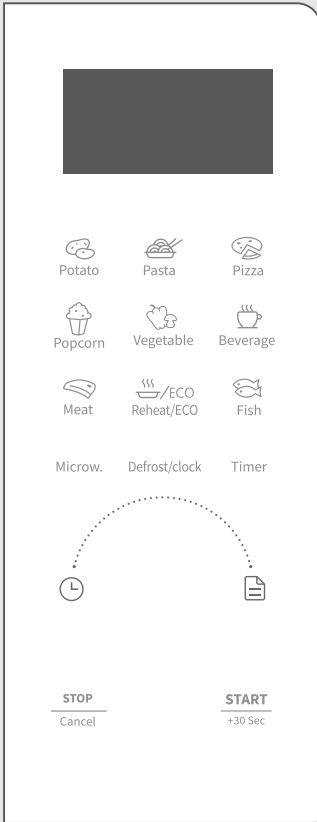 Potato Pasta Pizza
Popcorn Vegetable Beverage
/ECO
Meat Reheat/ECO Fish
Microw. Defrost/clock Timer
STOP START
Cancel +30 Sec